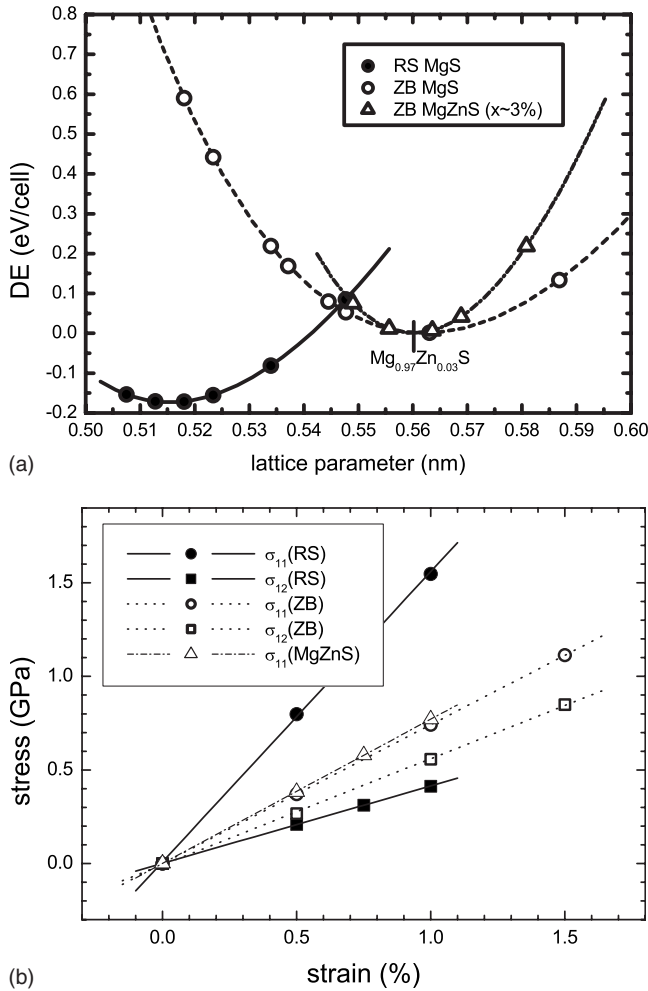 0.8
0.7
0.6
0.5
0.4
0.3
0.2
0.1
0.0
-0.1
-0.2
DE (eV/cell)
RS MgS
ZB MgS
ZB MgZnS (x~3%)
Mg0.97Zn0.03S
0.50 0.51 0.52 0.53 0.54 0.55 0.56 0.57 0.58 0.59 0.60
(a)
lattice parameter (nm)
σ11(RS)
σ12(RS)
σ11(ZB)
σ12(ZB)
σ11(MgZnS)
1.5
1.0
0.5
0.0
stress (GPa)
0.0 0.5 1.0 1.5
(b)
strain (%)